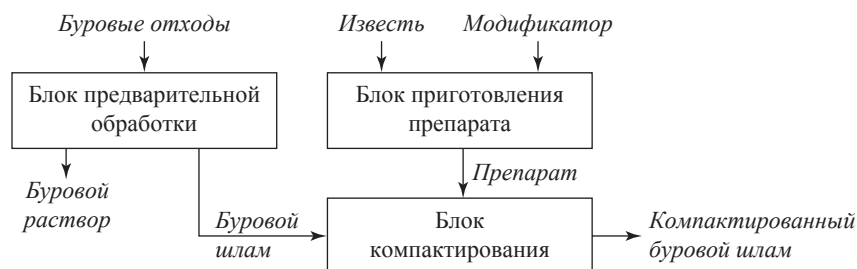 Буровые отходы
Известь
Модификатор
Блок предварительной
обработки
Блок приготовления
препарата
Буровой
раствор
Препарат
Буровой
шлам
Блок
компактирования
Компактированный
буровой шлам